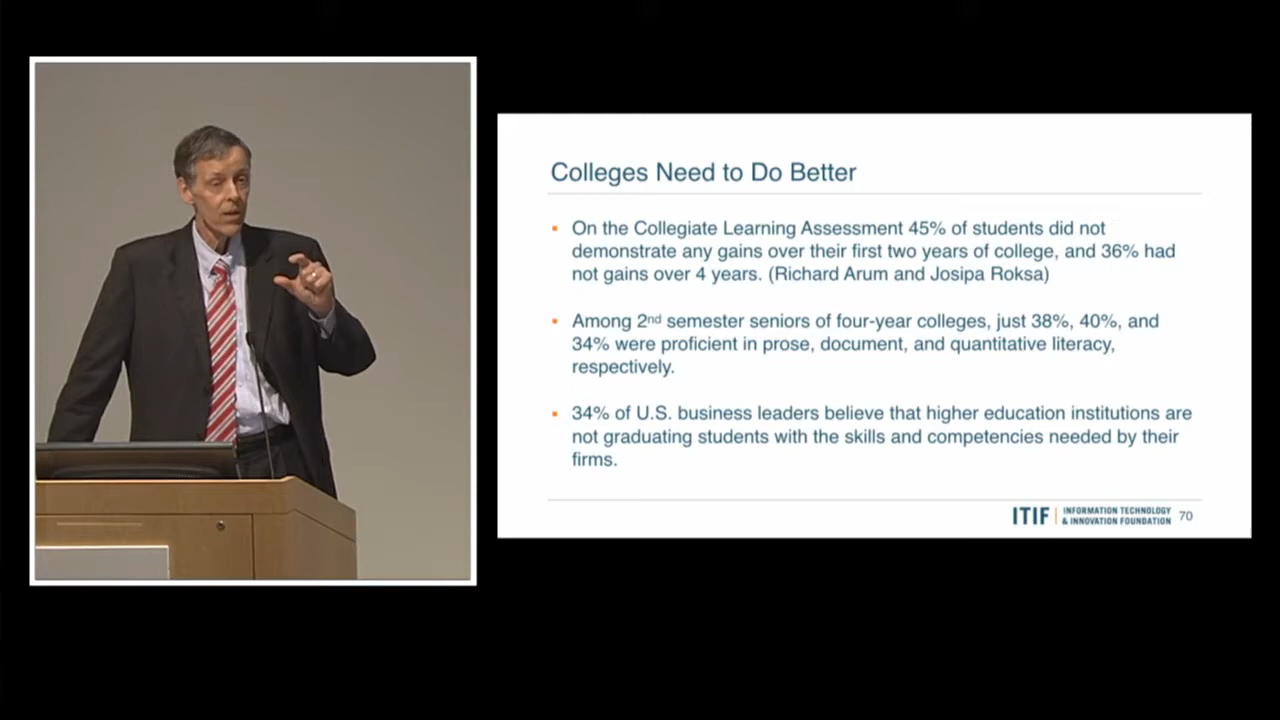 Colleges Need to Do Better
▪ On the Collegiate Learning Assessment 45% of students did not
demonstrate any gains over their first two years of college, and 36% had
not gains over 4 years. (Richard Arum and Josipa Roksa)
▪ Among 2nd semester seniors of four-year colleges, just 38%, 40%, and
34% were proficient in prose, document, and quantitative literacy,
respectively.
▪ 34% of U.S. business leaders believe that higher education institutions are
not graduating students with the skills and competencies needed by their
firms.
ITIF | INFORMATION TECHNOLOGY
& INNOVATION FOUNDATION 70